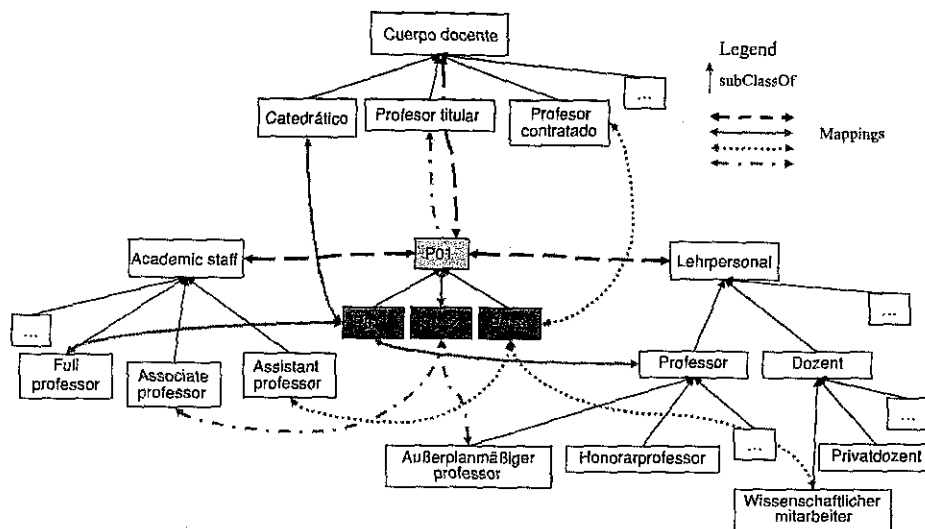 Cuerpo docente
Legend
subClassOf
...
Catedrático
Profesor titular
Profesor
contratado
Mappings
Academic staff
P01
Lehrpersonal
...
...
Full
professor
Associate
professor
Assistant
professor
Professor
Dozent
...
...
Außerplanmäßiger
professor
Honorarprofessor
Privatdozent
Wissenschaftlicher
mitarbeiter